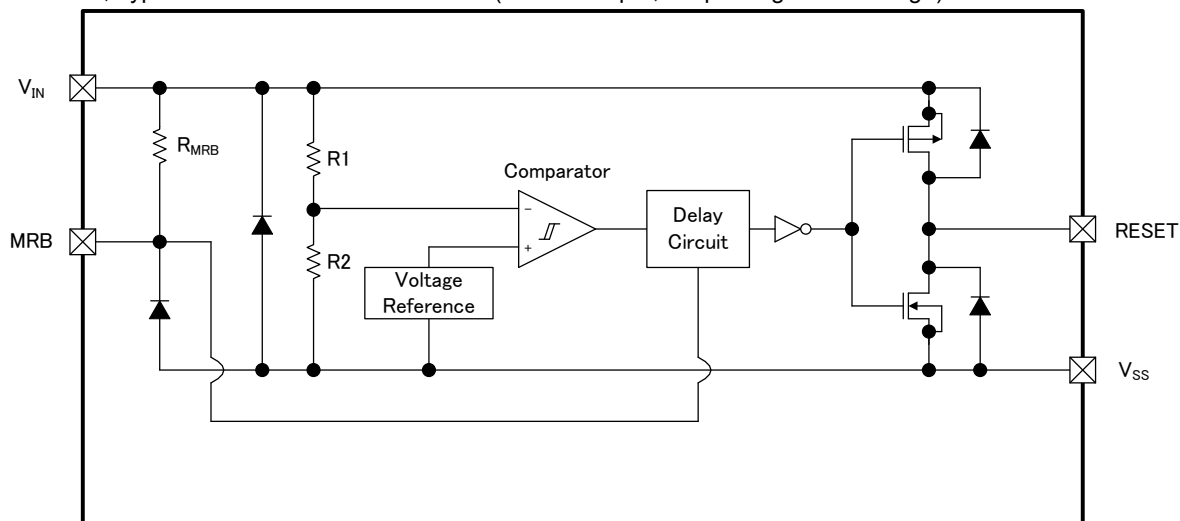 V_IN
R_MRB
R1
Comparator
MRB
R2
−
+
Voltage
Reference
Delay
Circuit
RESET
V_SS